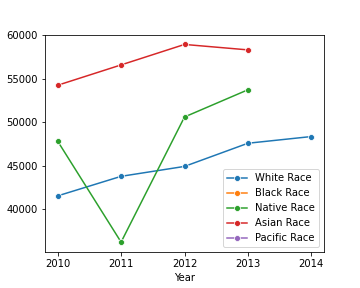 60000
55000
50000
45000
40000
White Race
Black Race
Native Race
Asian Race
Pacific Race
2010 2011 2012 2013 2014
Year